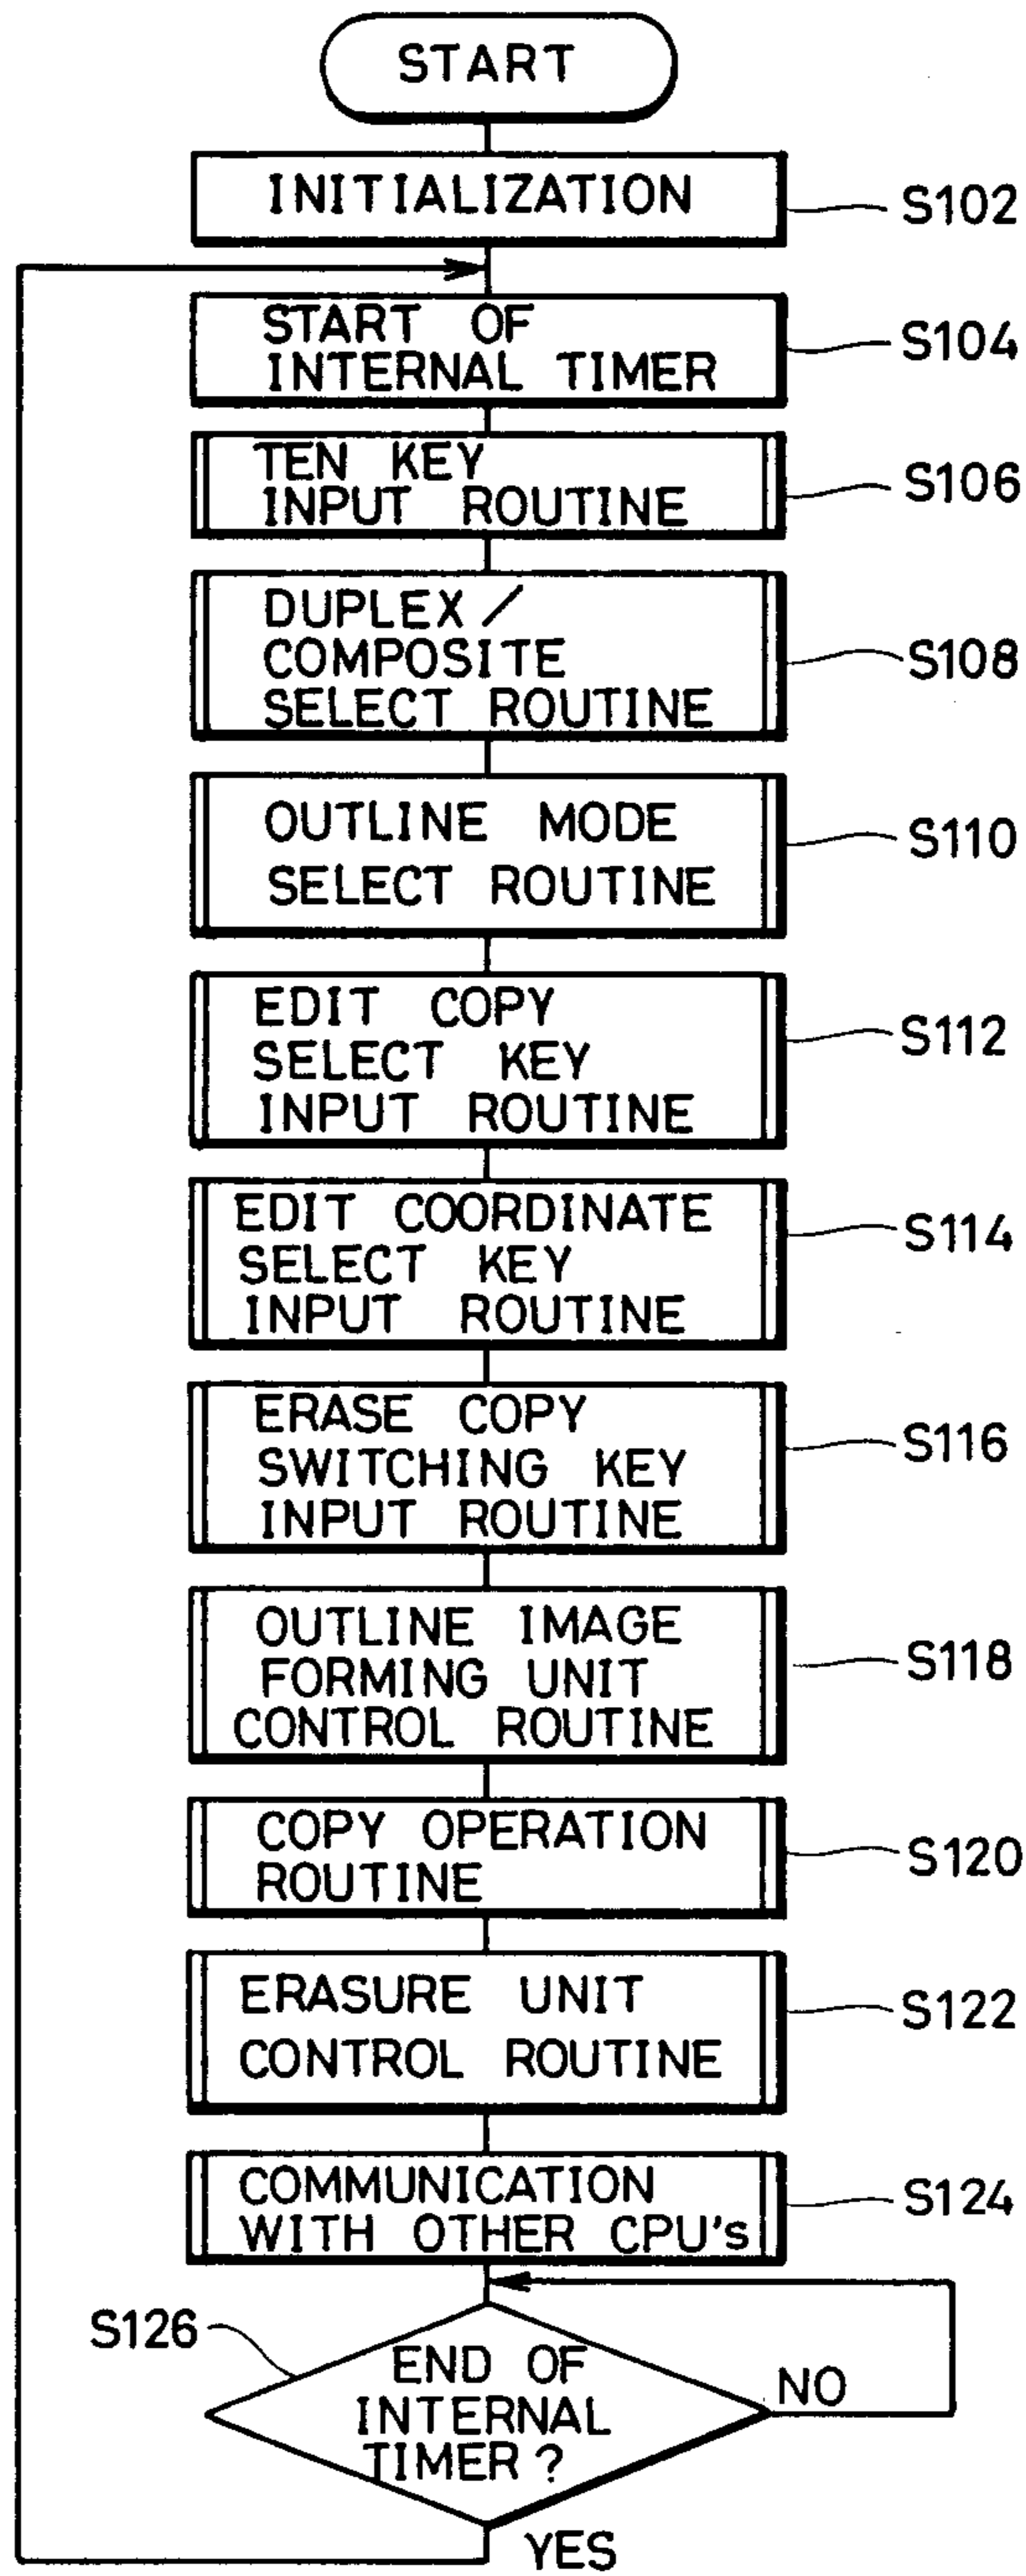 START
INITIALIZATION
S102
START OF
INTERNAL TIMER
S104
TEN KEY
INPUT ROUTINE
S106
DUPLEX /
COMPOSITE
SELECT ROUTINE
S108
OUTLINE MODE
SELECT ROUTINE
S110
EDIT COPY
SELECT KEY
INPUT ROUTINE
S112
EDIT COORDINATE
SELECT KEY
INPUT ROUTINE
S114
ERASE COPY
SWITCHING KEY
INPUT ROUTINE
S116
OUTLINE IMAGE
FORMING UNIT
CONTROL ROUTINE
S118
COPY OPERATION
ROUTINE
S120
ERASURE UNIT
CONTROL ROUTINE
S122
COMMUNICATION
WITH OTHER CPU's
S124
S126
END OF
INTERNAL
TIMER ?
NO
YES